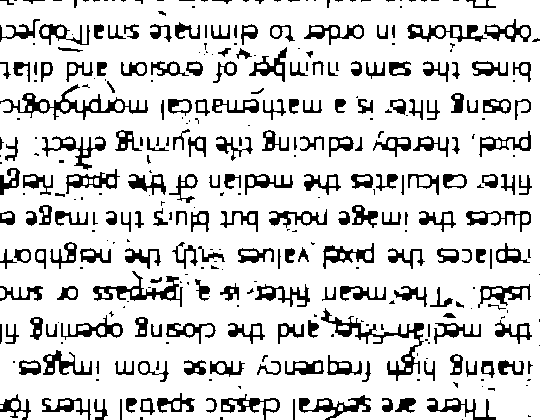 There are several classic spatial filters for
inating high frequency noise from images.
the median filter and the closing opening fi
used. The mean filter is a lowpass or smo
replaces the pixel values with the neighborh
duces the image noise but blurs the image e
filter calculates the median of the pixel neigh
pixel, thereby reducing the blurring effect. Fi
closing filter is a mathematical morphologic
bines the same number of erosion and dilati
operations in order to eliminate small object